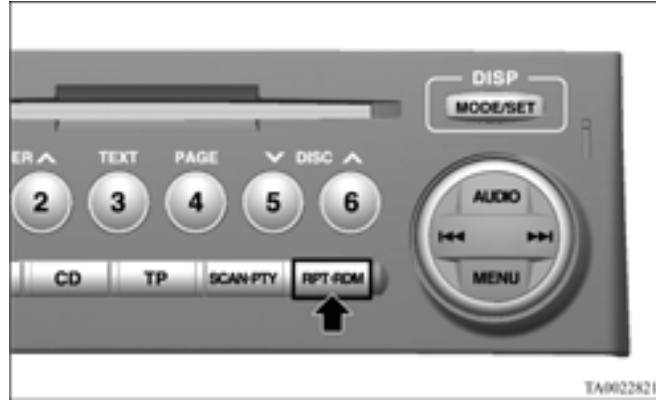 DISP
MODE/SET
ER TEXT PAGE DISC
2 3 4 5 6
AUDIO
MENU
CD TP SCAN·PTY RPT·RDM
TA0022821